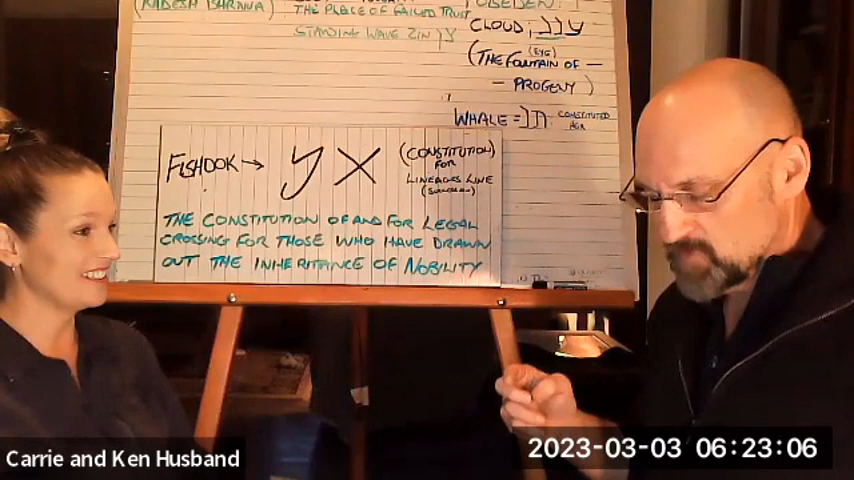 (KADESH BARNEA)
THE PLACE OF FAILED TRUST
STANDING WAVE ZIN
CLOUD;
(EYE)
(THE FOUNTAIN OF —
— PROGENY)
WHALE =
CONSTITUTED
FISHOOK →
X
(CONSTITUTION)
FOR
LINEAGES LINE
THE CONSTITUTION OF AND FOR LEGAL
CROSSING FOR THOSE WHO HAVE DRAWN
OUT THE INHERITANCE OF NOBILITY
Carrie and Ken Husband
2023-03-03 06:23:06